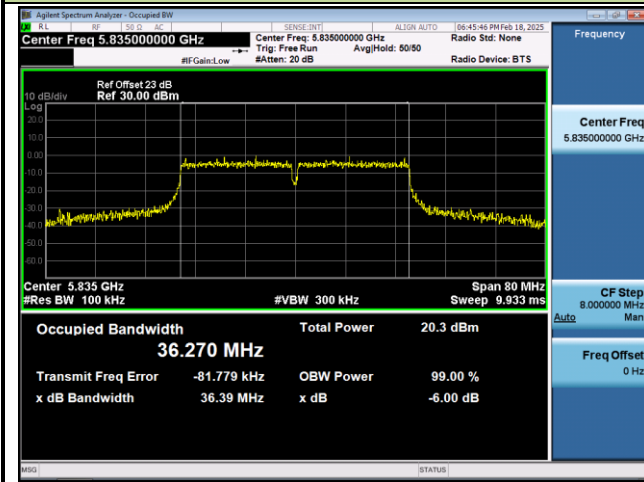 Agilent Spectrum Analyzer - Occupied BW
RL RF 50 Ω AC SENSE:INT ALIGN AUTO 06:45:46 PM Feb 18, 2025
Center Freq 5.835000000 GHz
Center Freq: 5.835000000 GHz
Radio Std: None
Trig: Free Run Avg|Hold: 50/50
#IFGain:Low #Atten: 20 dB Radio Device: BTS
Frequency
Ref Offset 23 dB
10 dB/div Ref 30.00 dBm
Log
20.0
10.0
0.00
-10.0
-20.0
-30.0
-40.0
-50.0
-60.0
Center Freq
5.835000000 GHz
Center 5.835 GHz Span 80 MHz
#Res BW 100 kHz #VBW 300 kHz Sweep 9.933 ms
CF Step
8.000000 MHz
Auto Man
Occupied Bandwidth Total Power 20.3 dBm
36.270 MHz
Transmit Freq Error -81.779 kHz OBW Power 99.00 %
x dB Bandwidth 36.39 MHz x dB -6.00 dB
Freq Offset
0 Hz
MSG STATUS